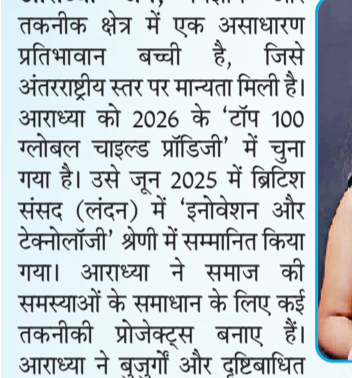 तकनीक क्षेत्र में एक असाधारण
प्रतिभावान बच्ची है, जिसे
अंतरराष्ट्रीय स्तर पर मान्यता मिली है।
आराध्या को 2026 के ‘टॉप 100
ग्लोबल चाइल्ड प्रॉडिजी’ में चुना
गया है। उसे जून 2025 में ब्रिटिश
संसद (लंदन) में ‘इनोवेशन और
टेक्नोलॉजी’ श्रेणी में सम्मानित किया
गया। आराध्या ने समाज की
समस्याओं के समाधान के लिए कई
तकनीकी प्रोजेक्ट्स बनाए हैं।
आराध्या ने बुजुर्गों और दृष्टिबाधित